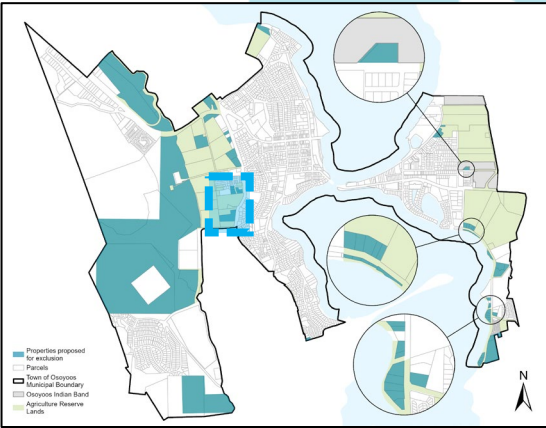 Properties proposed
for exclusion
Parcels
Town of Osoyoos
Municipal Boundary
Osoyoos Indian Band
Agriculture Reserve
Lands
N